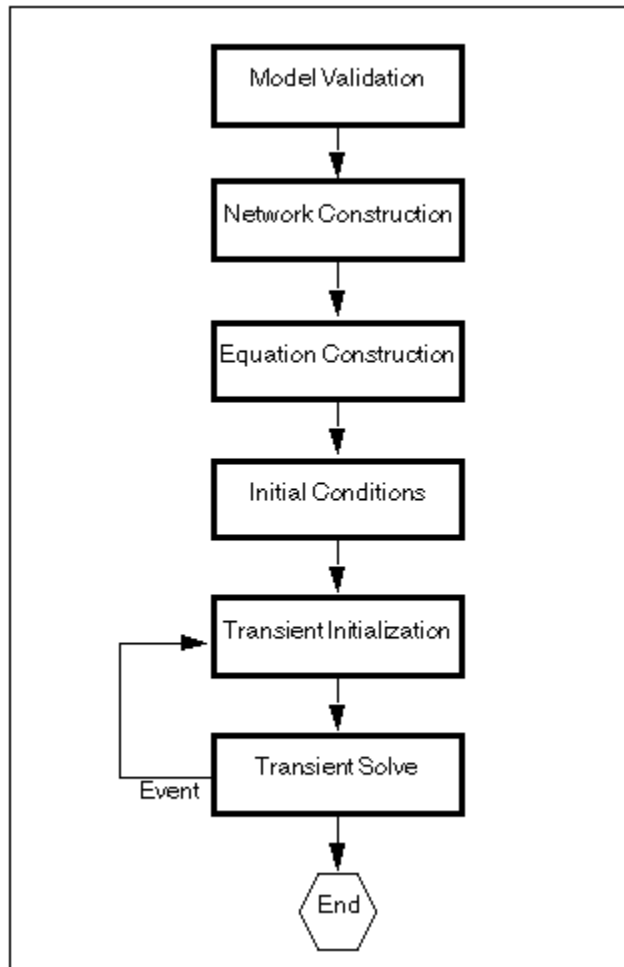 Model Validation
Network Construction
Equation Construction
Initial Conditions
Transient Initialization
Transient Solve
Event
End